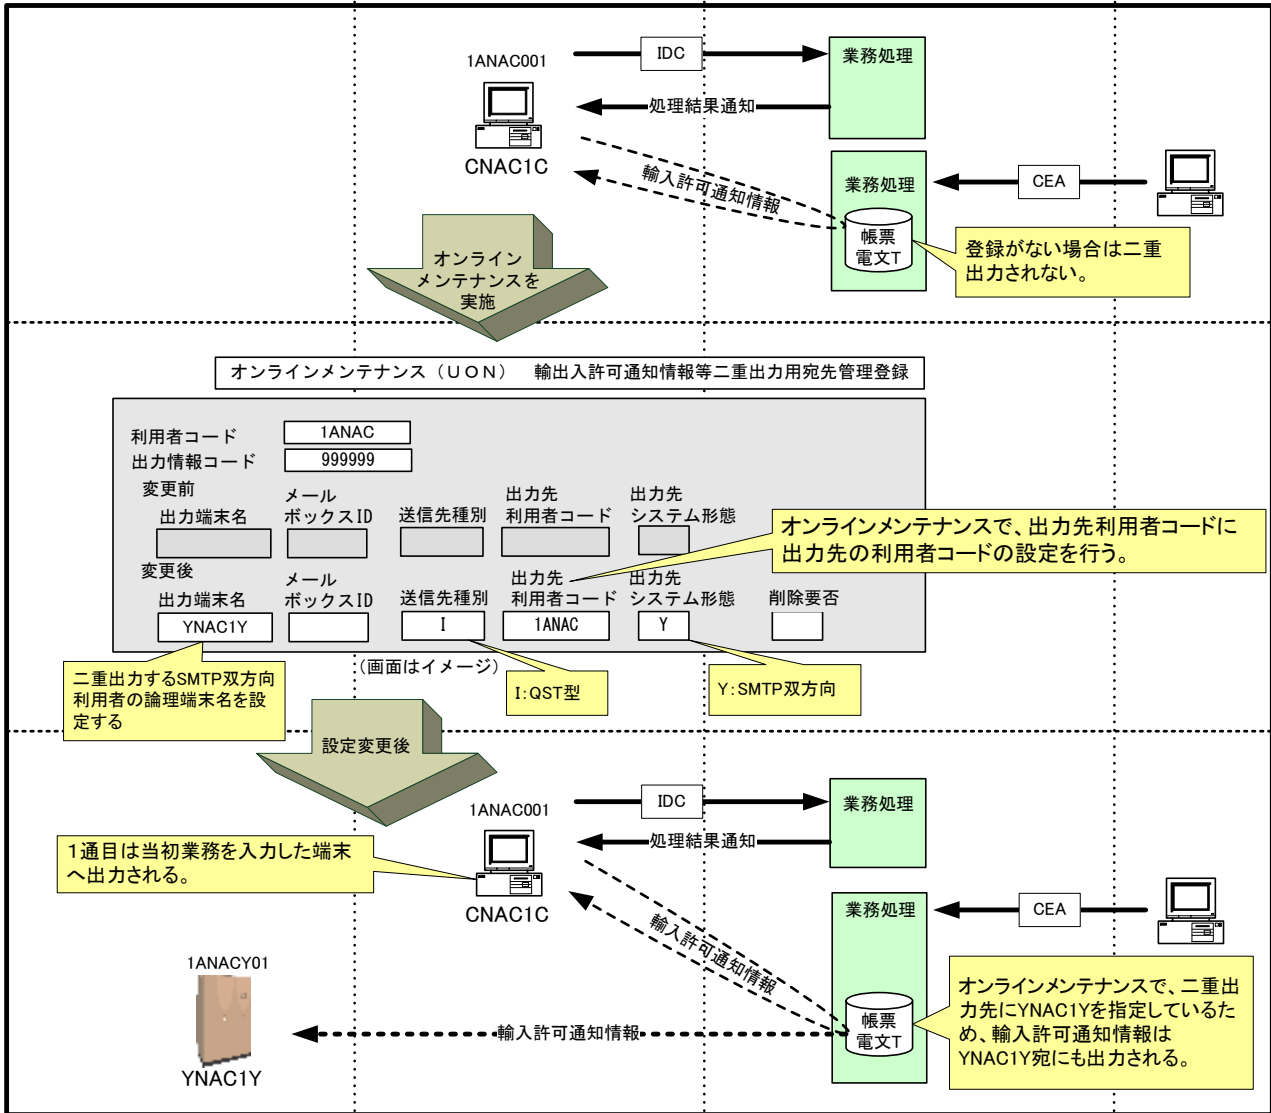 1ANAC001
IDC
業務処理
処理結果通知
CNAC1C
輸入許可通知情報
業務処理
CEA
帳票
電文T
登録がない場合は二重
出力されない。
オンライン
メンテナンスを
実施
オンラインメンテナンス（ＵＯＮ）　輸出入許可通知情報等二重出力用宛先管理登録
利用者コード
1ANAC
出力情報コード
999999
変更前
出力端末名
メール
ボックスID
送信先種別
出力先
利用者コード
出力先
システム形態
オンラインメンテナンスで、出力先利用者コードに
出力先の利用者コードの設定を行う。
変更後
出力端末名
メール
ボックスID
送信先種別
出力先
利用者コード
出力先
システム形態
削除要否
YNAC1Y
I
1ANAC
Y
（画面はイメージ）
二重出力するSMTP双方向
利用者の論理端末名を設
定する
I:QST型
Y:SMTP双方向
設定変更後
1ANAC001
IDC
業務処理
処理結果通知
1通目は当初業務を入力した端末
へ出力される。
CNAC1C
輸入許可通知情報
業務処理
CEA
1ANACY01
帳票
電文T
輸入許可通知情報
YNAC1Y
オンラインメンテナンスで、二重出
力先にYNAC1Yを指定しているた
め、輸入許可通知情報は
YNAC1Y宛にも出力される。